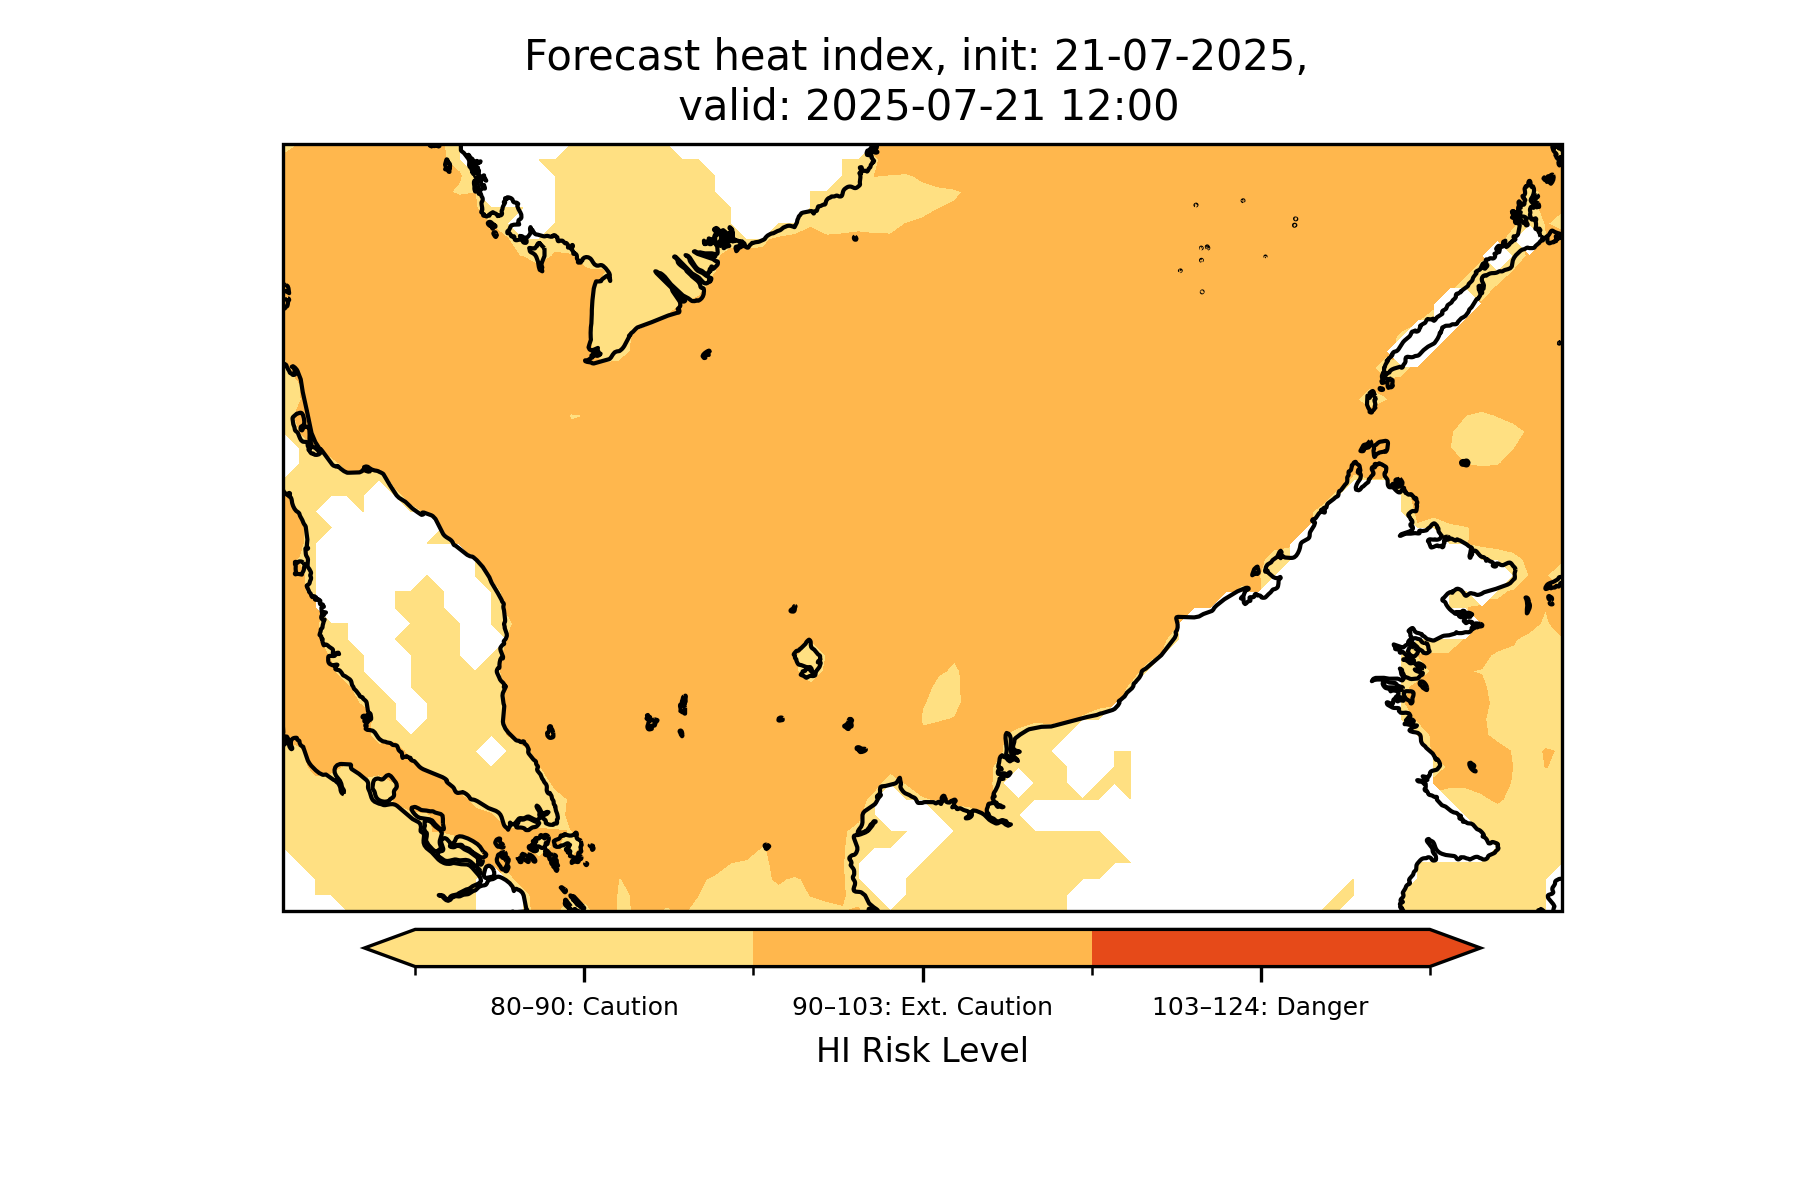 Forecast heat index, init: 21-07-2025,
valid: 2025-07-21 12:00
80–90: Caution
90–103: Ext. Caution
103–124: Danger
HI Risk Level